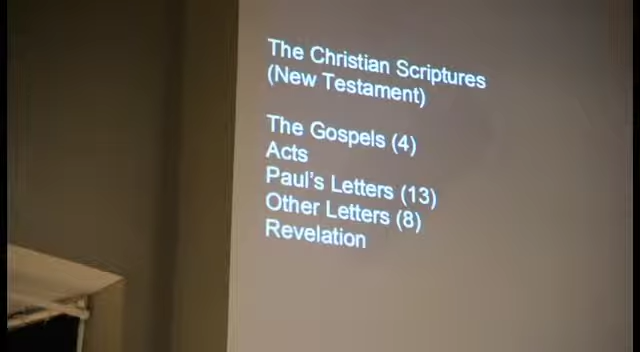 The Christian Scriptures
(New Testament)
The Gospels (4)
Acts
Paul's Letters (13)
Other Letters (8)
Revelation